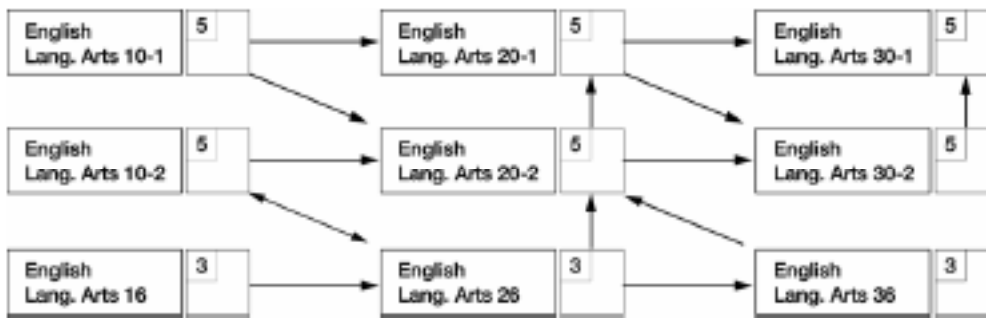 English
Lang. Arts 10-1
5
English
Lang. Arts 20-1
5
English
Lang. Arts 30-1
5
English
Lang. Arts 10-2
5
English
Lang. Arts 20-2
5
English
Lang. Arts 30-2
5
English
Lang. Arts 16
3
English
Lang. Arts 26
3
English
Lang. Arts 36
3